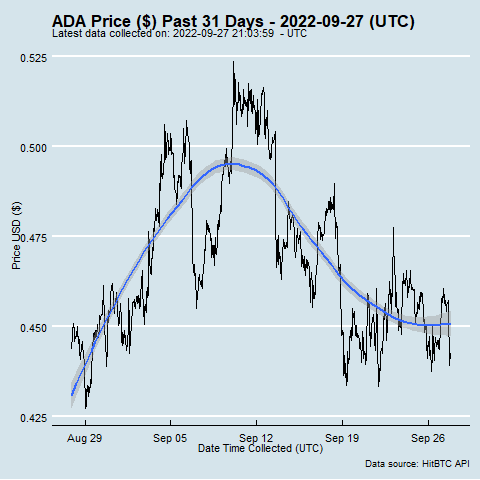 ADA Price ($) Past 31 Days - 2022-09-27 (UTC)
Latest data collected on: 2022-09-27 21:03:59 - UTC
0.525
0.500
0.475
0.450
0.425
Price USD ($)
Aug 29 Sep 05 Sep 12 Sep 19 Sep 26
Date Time Collected (UTC)
Data source: HitBTC API